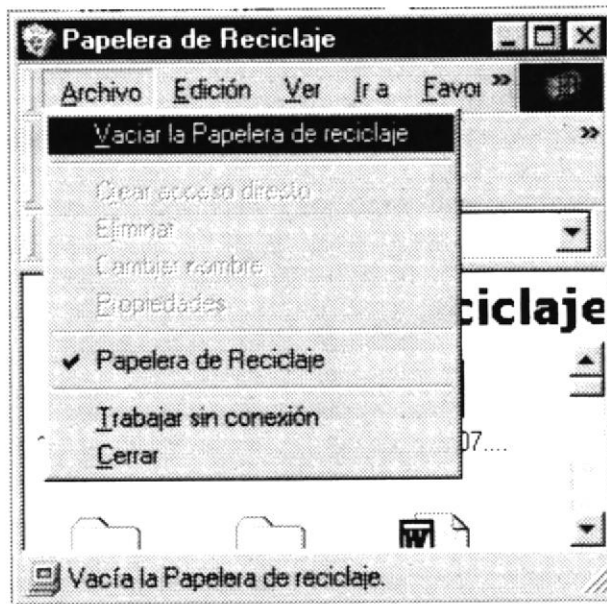 Papelera de Reciclaje
Archivo Edición Ver Ir a Favoi »
Vaciar la Papelera de reciclaje
»
Crear acceso directo
Eliminar
Cambiar nombre
Propiedades
ciclaje
✔ Papelera de Reciclaje
Trabajar sin conexión
07....
Cerrar
W
Vacía la Papelera de reciclaje.